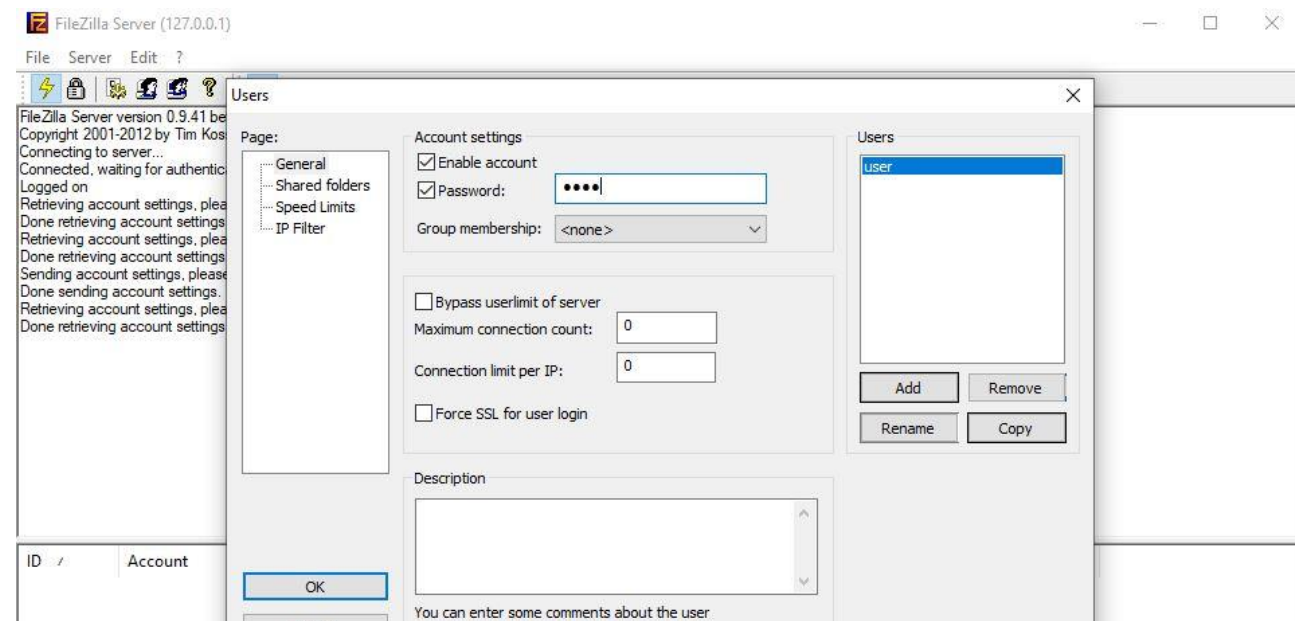 FileZilla Server (127.0.0.1)
File Server Edit ?
FileZilla Server version 0.9.41 be
Copyright 2001-2012 by Tim Kos
Connecting to server...
Connected, waiting for authentic
Logged on
Retrieving account settings, plea
Done retrieving account settings
Retrieving account settings, plea
Done retrieving account settings
Sending account settings, please
Done sending account settings.
Retrieving account settings, plea
Done retrieving account settings
ID / Account
Users
Page:
General
Shared folders
Speed Limits
IP Filter
OK
Account settings
Enable account
Password: ••••
Group membership: <none>
Bypass userlimit of server
Maximum connection count: 0
Connection limit per IP: 0
Force SSL for user login
Description
You can enter some comments about the user
Users
user
Add Remove
Rename Copy